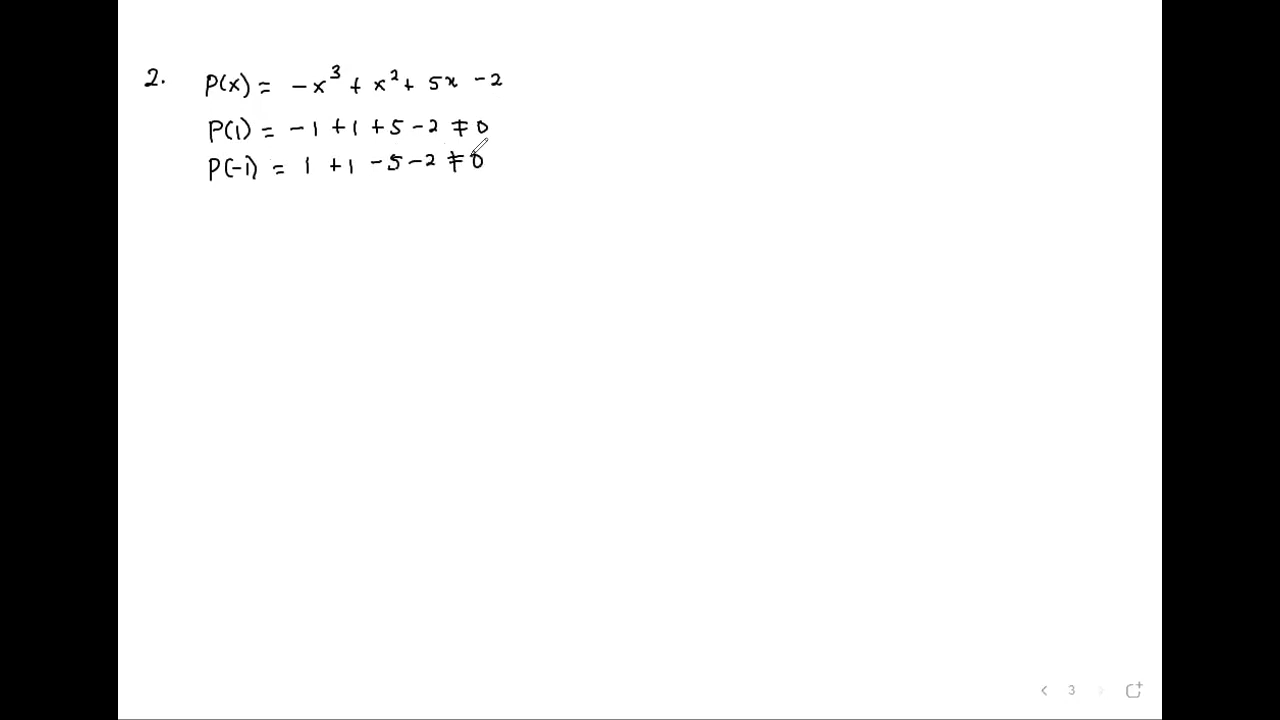 2. P(x) = -x³ + x² + 5x - 2
P(1) = -1 + 1 + 5 - 2 ≠ 0
P(-1) = 1 + 1 - 5 - 2 ≠ 0
3